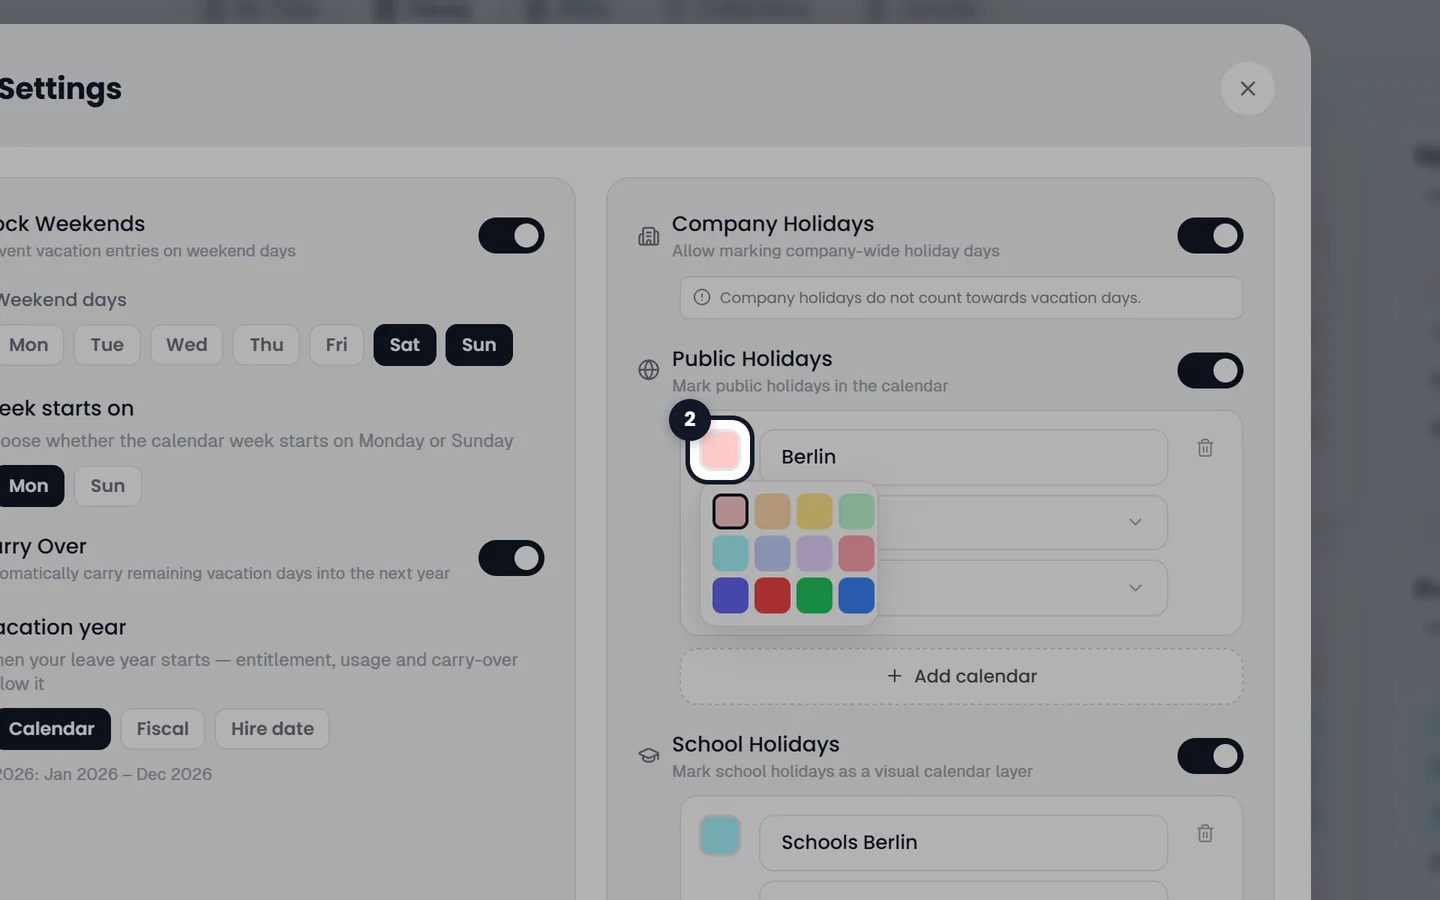 Settings
ock Weekends
vent vacation entries on weekend days
Weekend days
Mon Tue Wed Thu Fri Sat Sun
eek starts on
oose whether the calendar week starts on Monday or Sunday
Mon Sun
arry Over
omatically carry remaining vacation days into the next year
acation year
hen your leave year starts — entitlement, usage and carry-over
llow it
Calendar Fiscal Hire date
2026: Jan 2026 – Dec 2026
Company Holidays
Allow marking company-wide holiday days
Company holidays do not count towards vacation days.
Public Holidays
Mark public holidays in the calendar
2
Berlin
+ Add calendar
School Holidays
Mark school holidays as a visual calendar layer
Schools Berlin